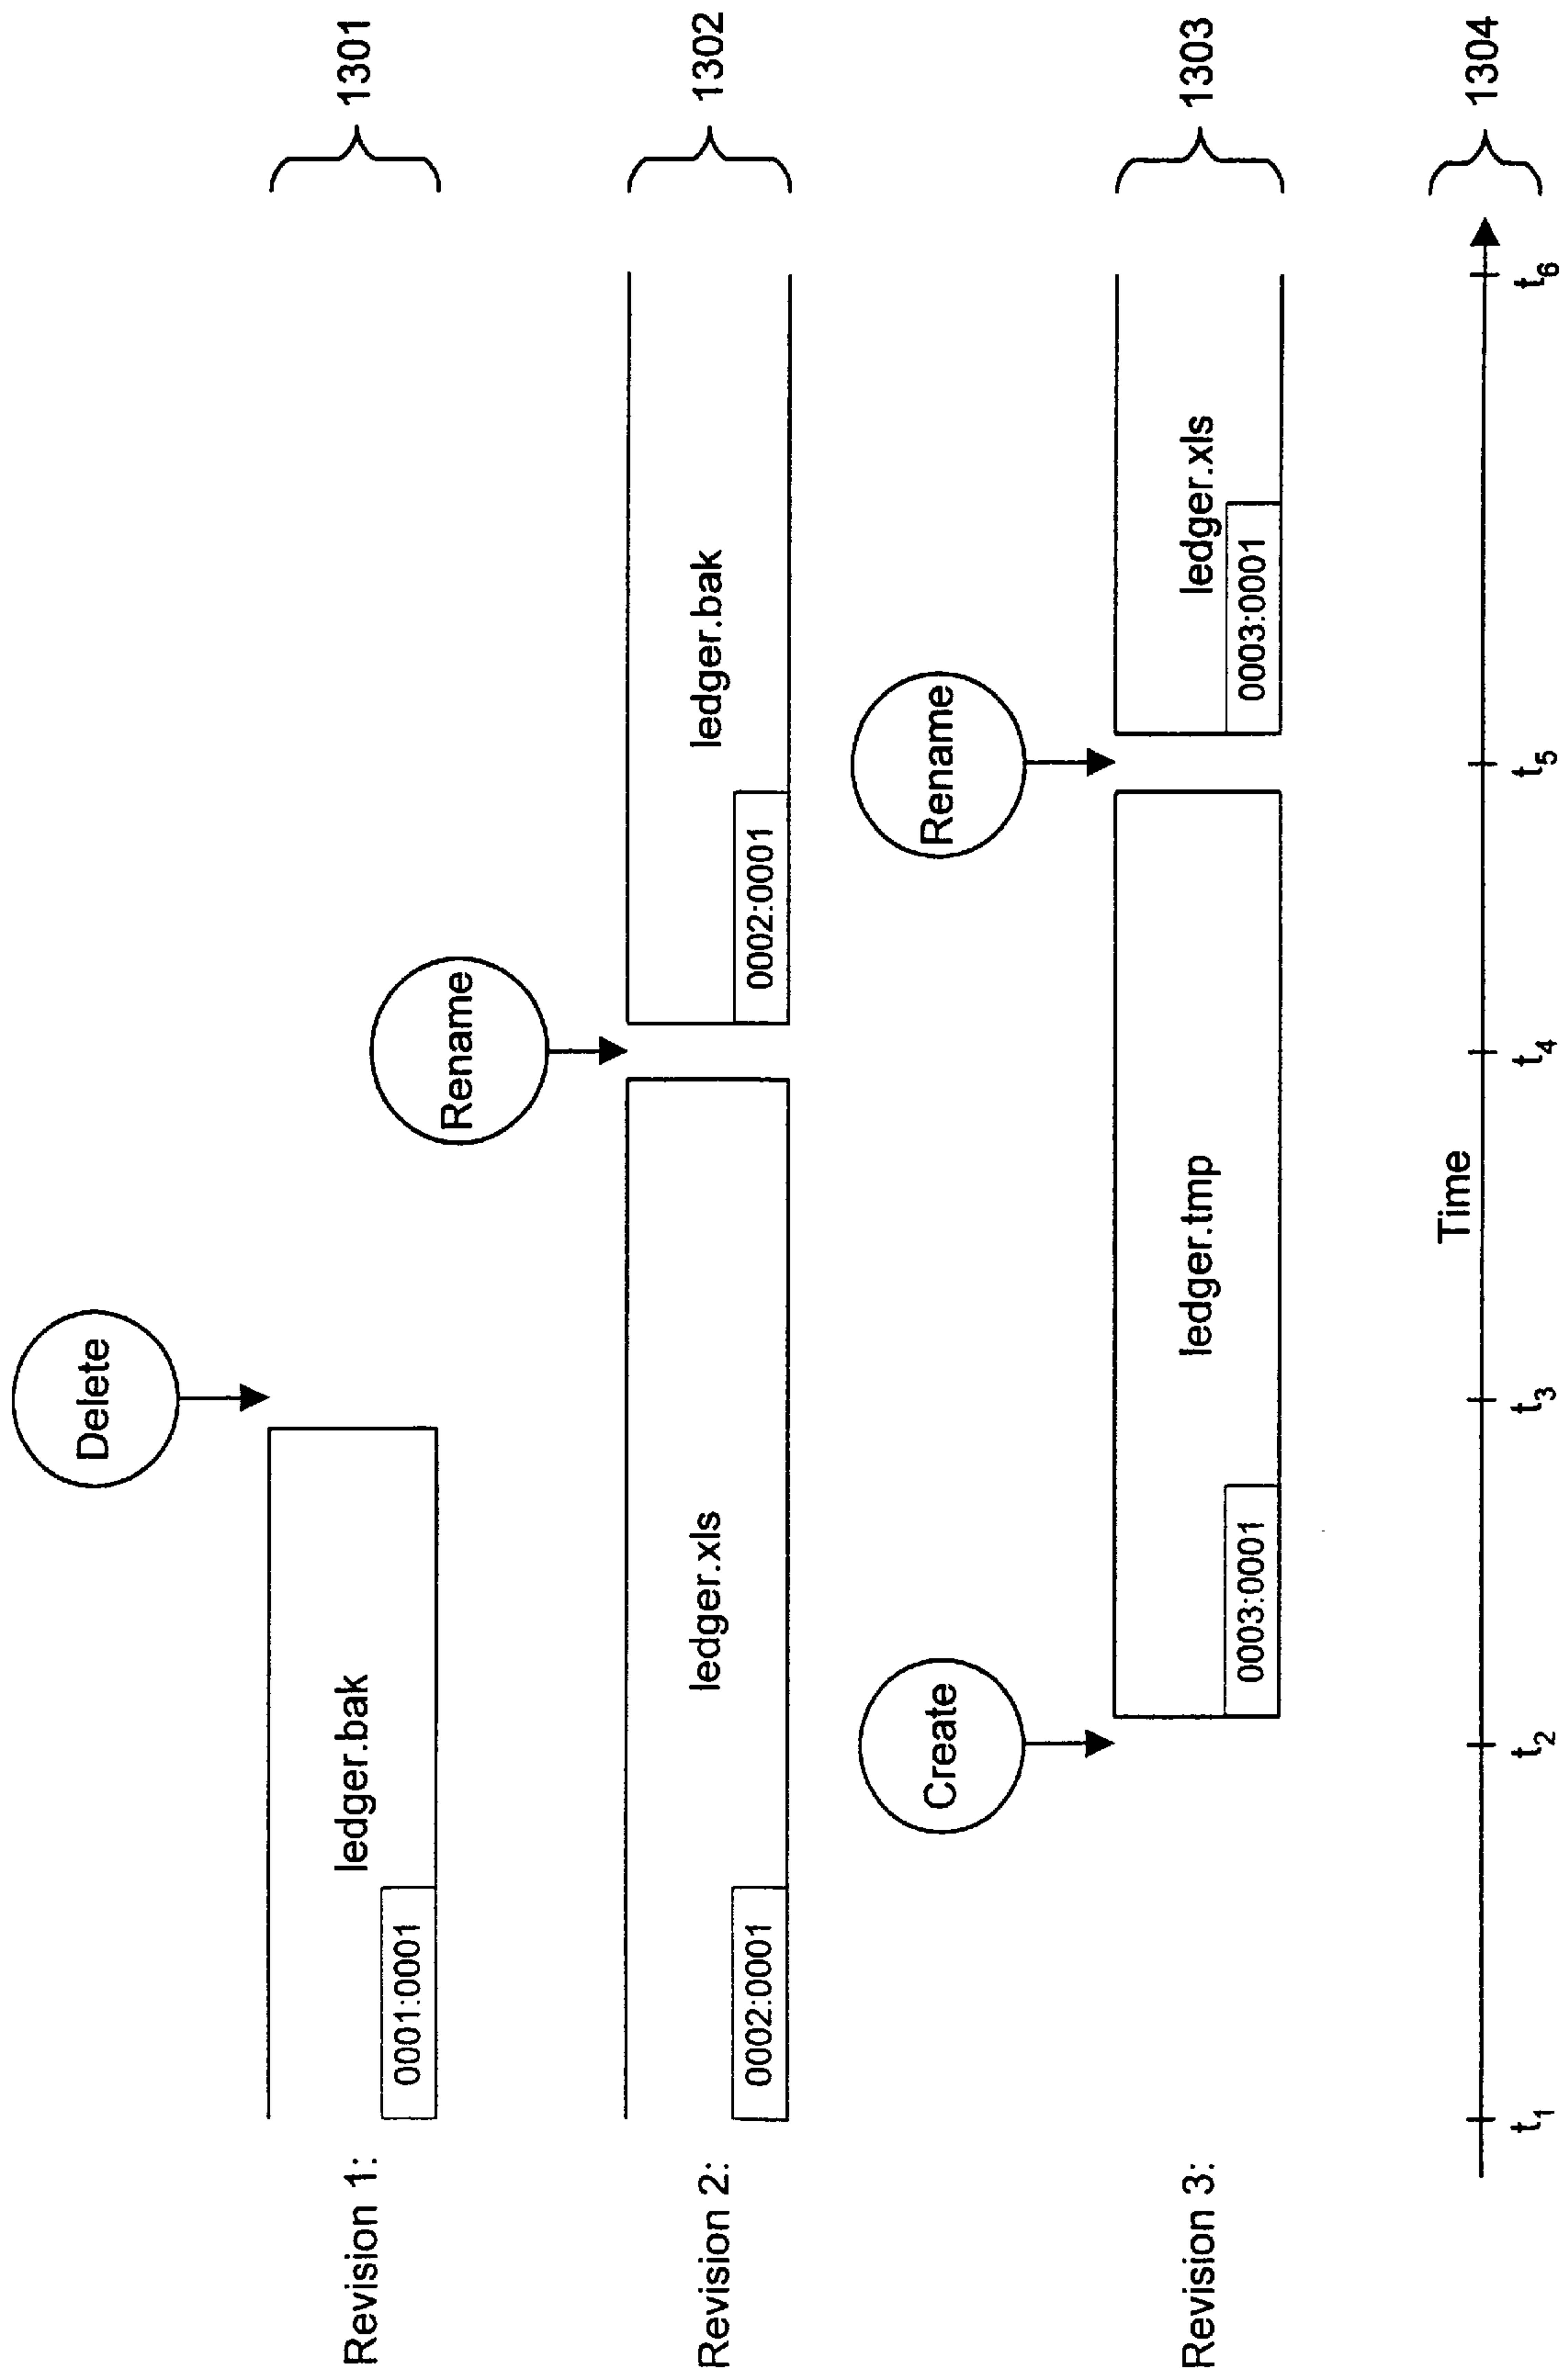 Delete
Revision 1:
ledger.bak
0001:0001
1301
Rename
Revision 2:
ledger.xls
ledger.bak
0002:0001
0002:0001
1302
Create
Rename
Revision 3:
ledger.tmp
ledger.xls
0003:0001
0003:0001
1303
Time
1304
t1 t2 t3 t4 t5 t6